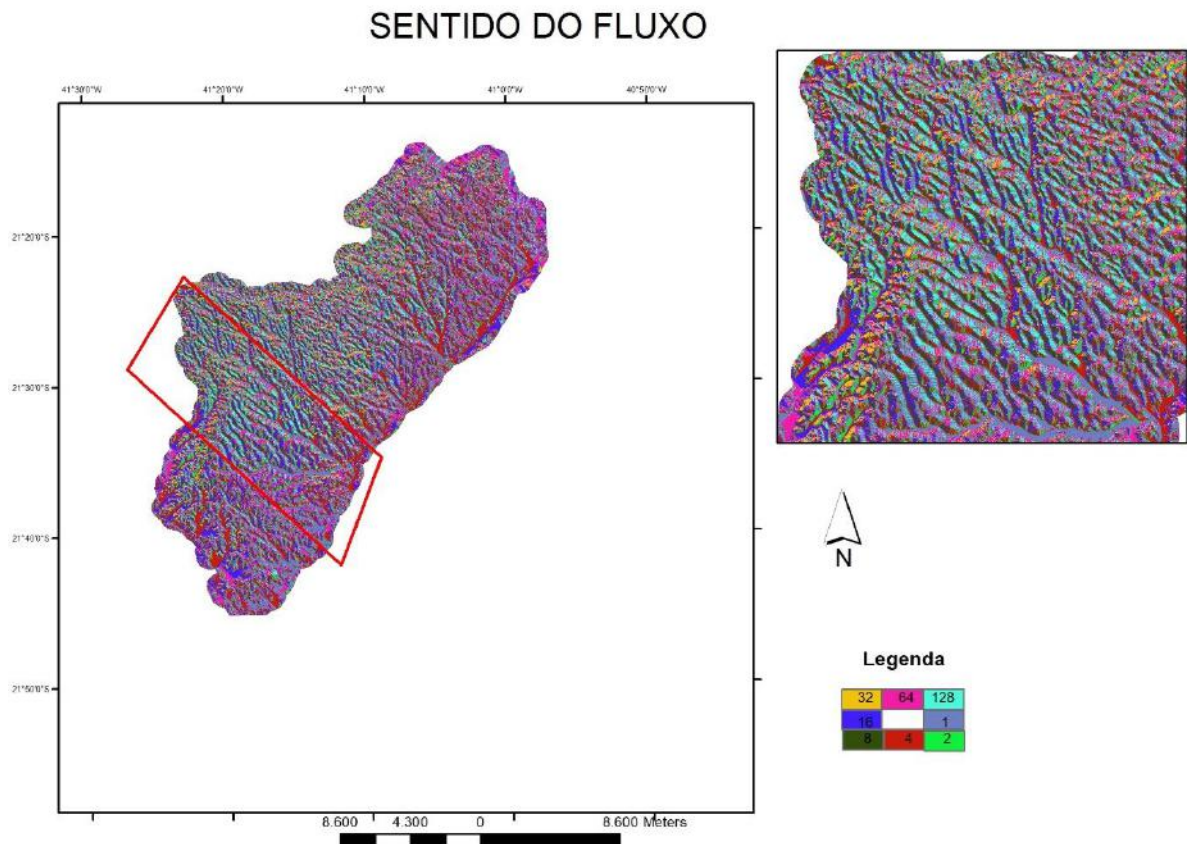 SENTIDO DO FLUXO
41°30'0"W 41°20'0"W 41°10'0"W 41°0'0"W 40°50'0"W
21°20'0"S
21°30'0"S
21°40'0"S
21°50'0"S
N
Legenda
32 64 128
16 1
8 4 2
8.600 4.300 0 8.600 Meters